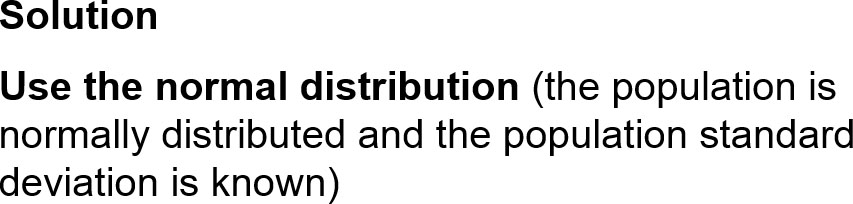 Solution
Use the normal distribution (the population is
normally distributed and the population standard
deviation is known)